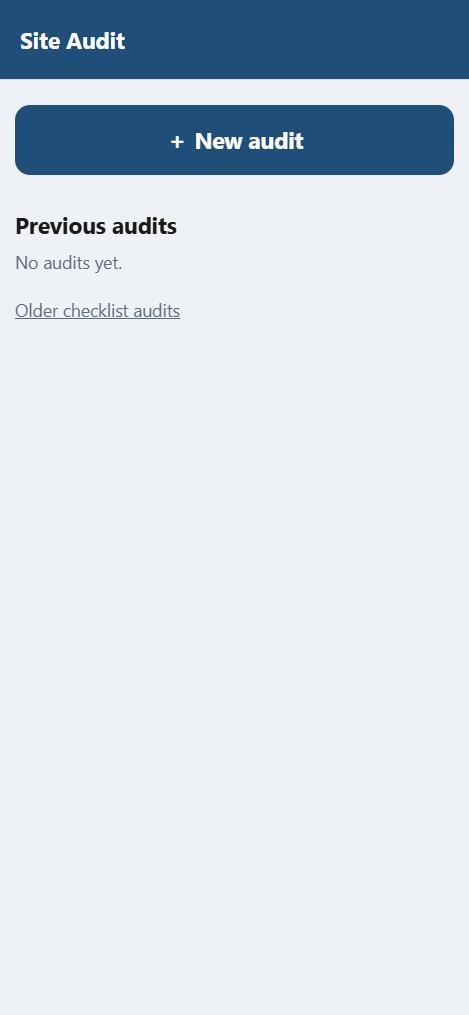 Site Audit
+ New audit
Previous audits
No audits yet.
Older checklist audits